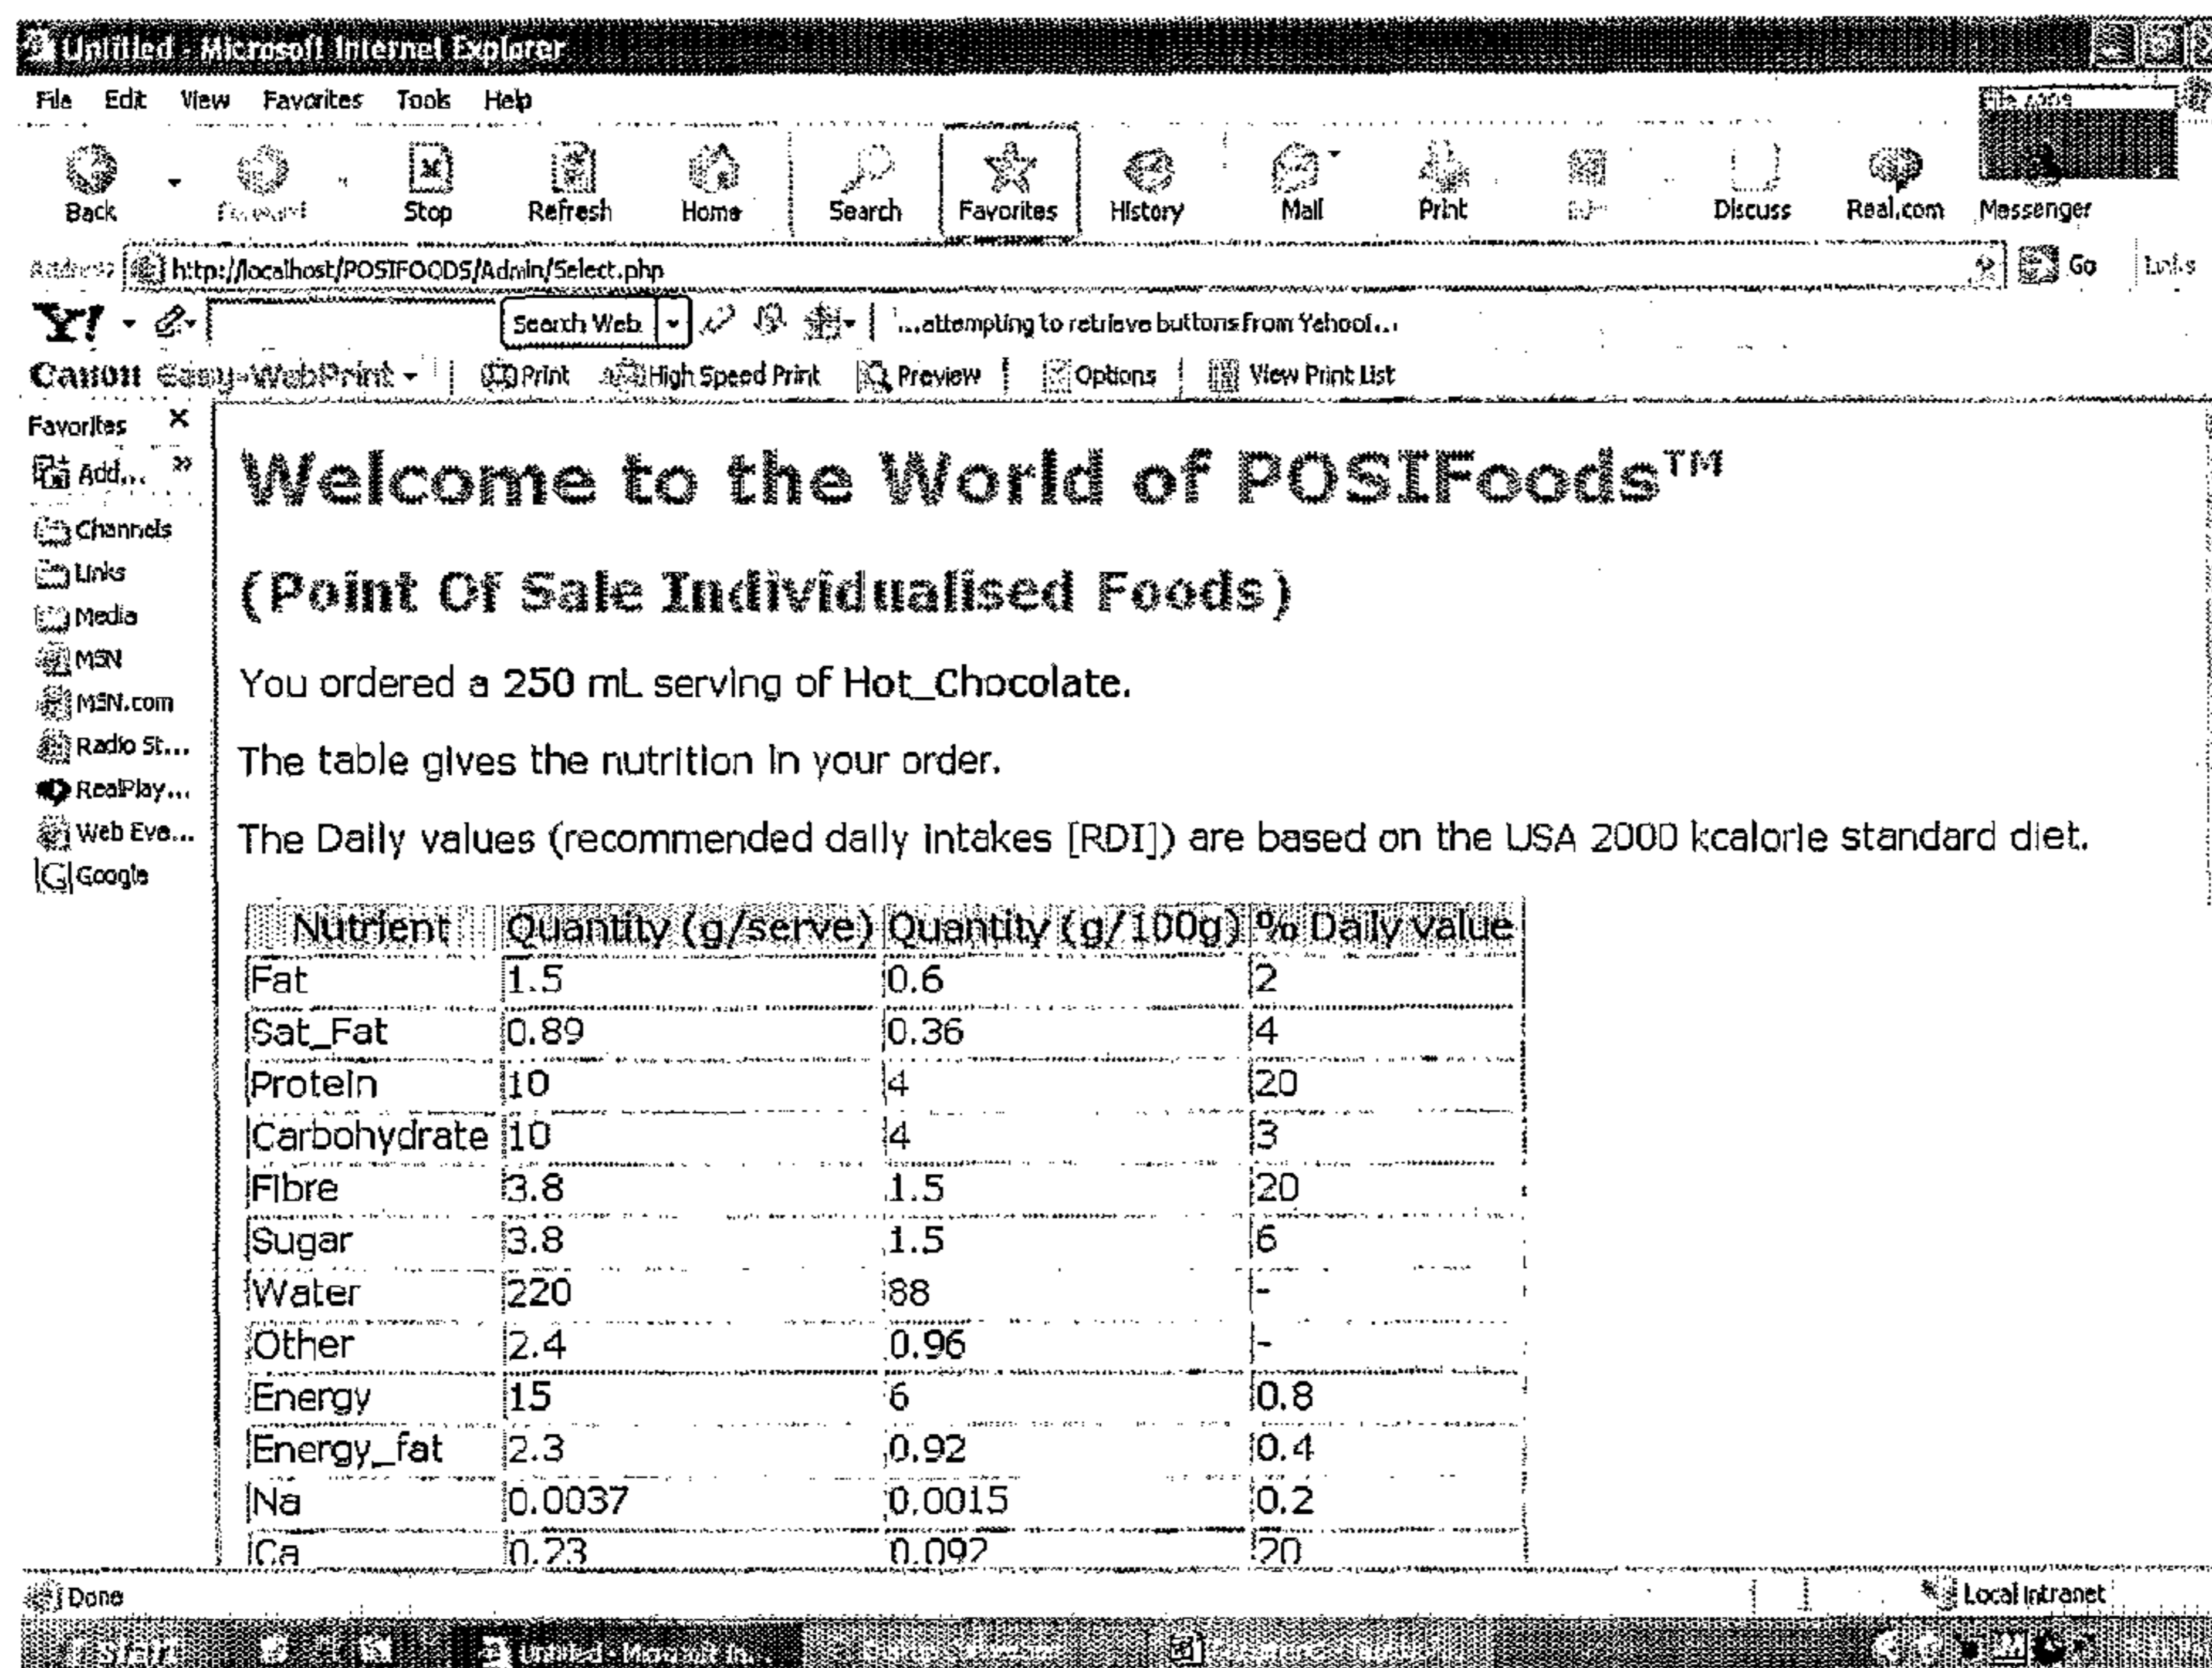 Untitled - Microsoft Internet Explorer
File Edit View Favorites Tools Help
Back Forward Stop Refresh Home Search Favorites History Mail Print Discuss Real.com Messenger
Address http://localhost/POSIFOODS/Admin/Select.php Go Links
Y! Search Web ...attempting to retrieve buttons from Yahoo!...
Canon Easy-WebPrint Print High Speed Print Preview Options View Print List
Favorites
Add...
Channels
Links
Media
MSN
MSN.com
Radio St...
RealPlay...
Web Eve...
Google
Welcome to the World of POSIFoods™
(Point Of Sale Individualised Foods)
You ordered a 250 mL serving of Hot_Chocolate.
The table gives the nutrition in your order.
The Daily values (recommended daily intakes [RDI]) are based on the USA 2000 kcalorie standard diet.
Nutrient Quantity (g/serve) Quantity (g/100g) % Daily value
Fat 1.5 0.6 2
Sat_Fat 0.89 0.36 4
Protein 10 4 20
Carbohydrate 10 4 3
Fibre 3.8 1.5 20
Sugar 3.8 1.5 6
Water 220 88 -
Other 2.4 0.96 -
Energy 15 6 0.8
Energy_fat 2.3 0.92 0.4
Na 0.0037 0.0015 0.2
Ca 0.23 0.092 20
Done Local intranet
Start Untitled - Microsoft In...